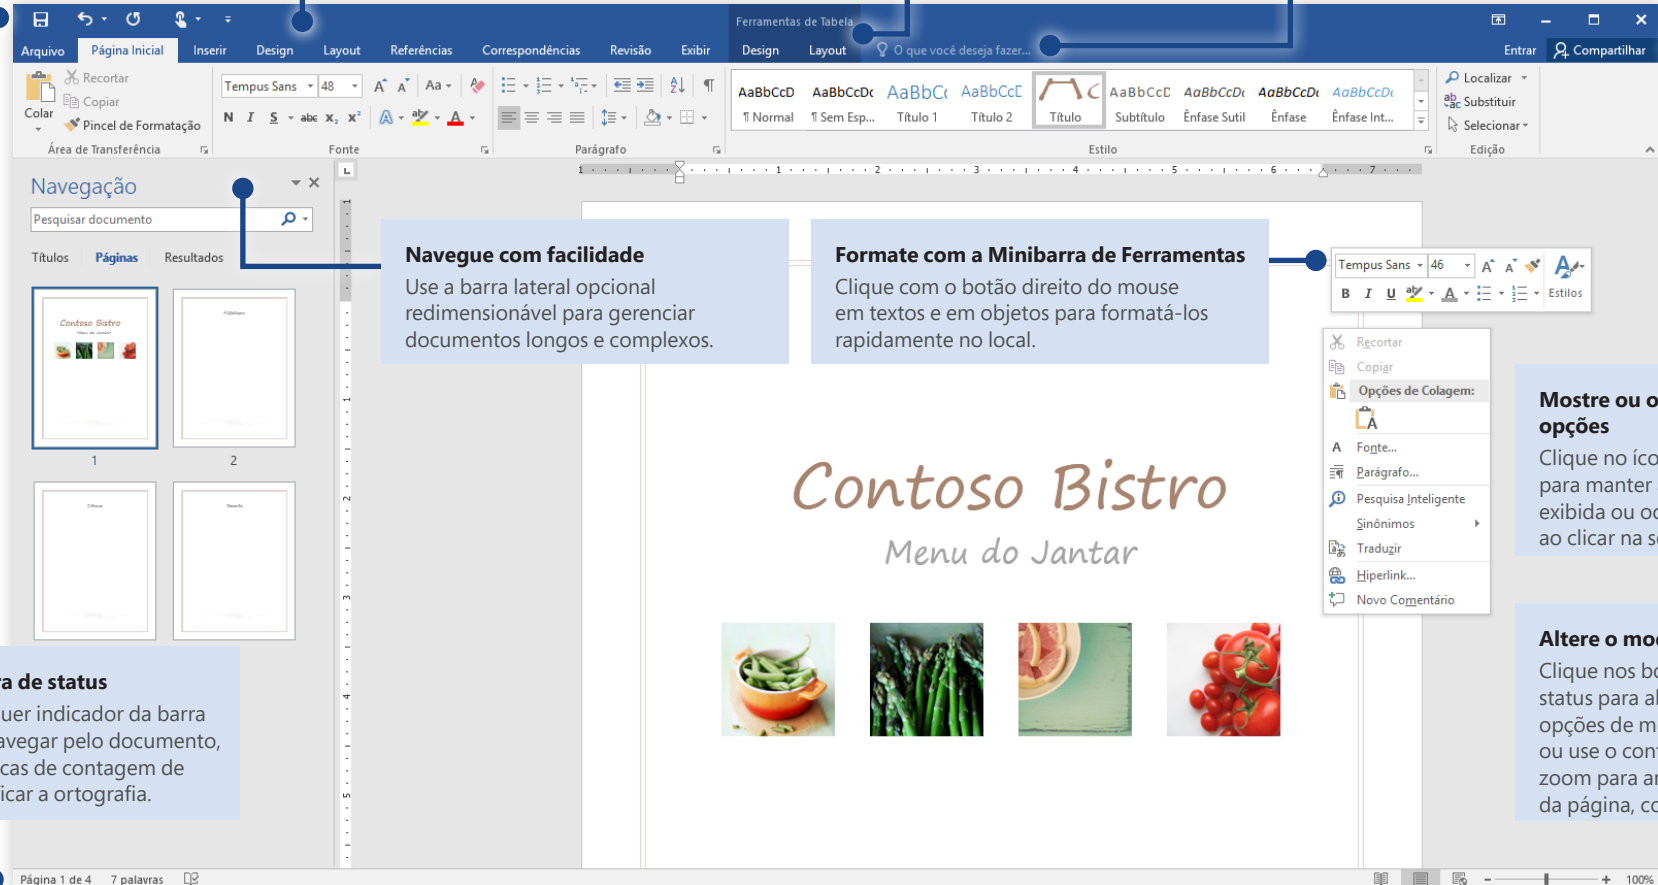 Ferramentas de Tabela
Arquivo Página Inicial Inserir Design Layout Referências Correspondências Revisão Exibir Design Layout O que você deseja fazer... Entrar Compartilhar
Recortar
Copiar
Colar
Pincel de Formatação
Área de Transferência
Tempus Sans 48
Aa
N I S abc x₂ x²
Fonte
Parágrafo
AaBbCcD AaBbCcDc AaBbC AaBbCcE AaBbCcD AaBbCcDc AaBbCcDc AaBbCcDc
¶ Normal ¶ Sem Esp... Título 1 Título 2 Título Subtítulo Ênfase Sutil Ênfase Ênfase Int...
Estilo
Localizar
Substituir
Selecionar
Edição
Navegação
Pesquisar documento
Títulos Páginas Resultados
Contoso Bistro
Menu do Jantar
1 2
Navegue com facilidade
Use a barra lateral opcional
redimensionável para gerenciar
documentos longos e complexos.
Formate com a Minibarra de Ferramentas
Clique com o botão direito do mouse
em textos e em objetos para formatá-los
rapidamente no local.
Tempus Sans 46
B I U
Estilos
Recortar
Copiar
Opções de Colagem:
Fonte...
Parágrafo...
Pesquisa Inteligente
Sinônimos
Traduzir
Hiperlink...
Novo Comentário
Contoso Bistro
Menu do Jantar
Mostre ou o
opções
Clique no íco
para manter
exibida ou oc
ao clicar na s
Altere o mo
Clique nos bo
status para al
opções de m
ou use o con
zoom para a
da página, co
a de status
uer indicador da barra
avegar pelo documento,
cas de contagem de
icar a ortografia.
Página 1 de 4 7 palavras
100%